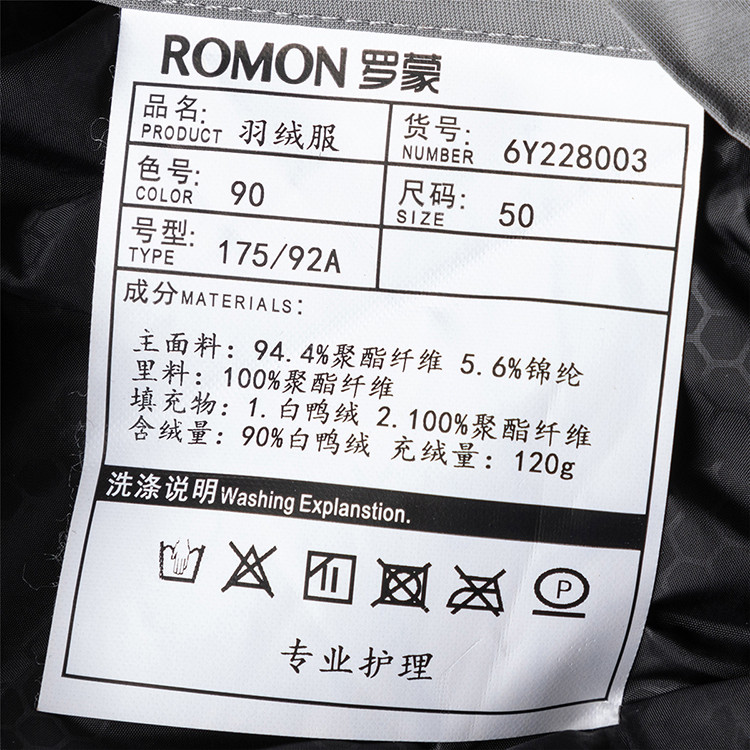 ROMON 罗蒙
品名: PRODUCT 羽绒服 货号: NUMBER 6Y228003
色号: COLOR 90 尺码: SIZE 50
号型: TYPE 175/92A
成分MATERIALS:
主面料: 94.4%聚酯纤维 5.6%锦纶
里料: 100%聚酯纤维
填充物: 1.白鸭绒 2.100%聚酯纤维
含绒量: 90%白鸭绒 充绒量: 120g
洗涤说明Washing Explanstion.
P
专业护理